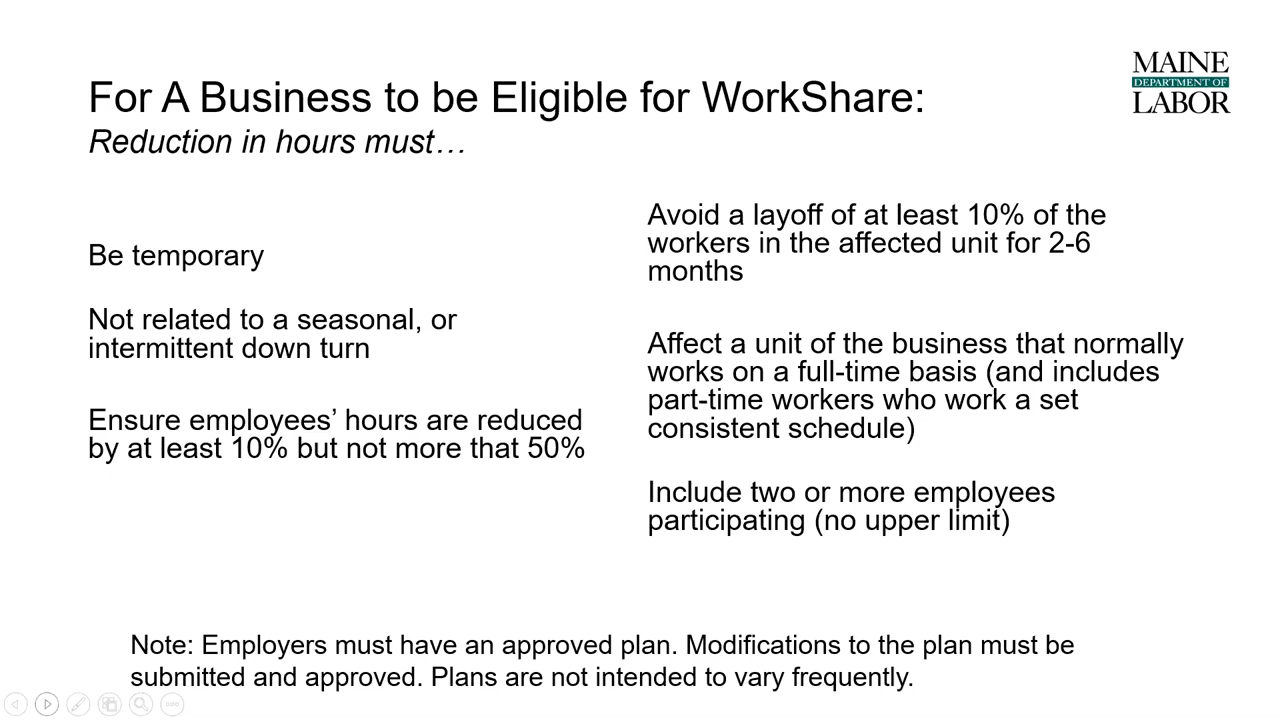 For A Business to be Eligible for WorkShare:
Reduction in hours must…
MAINE
DEPARTMENT OF
LABOR
Be temporary
Not related to a seasonal, or
intermittent down turn
Ensure employees’ hours are reduced
by at least 10% but not more that 50%
Avoid a layoff of at least 10% of the
workers in the affected unit for 2-6
months
Affect a unit of the business that normally
works on a full-time basis (and includes
part-time workers who work a set
consistent schedule)
Include two or more employees
participating (no upper limit)
Note: Employers must have an approved plan. Modifications to the plan must be
submitted and approved. Plans are not intended to vary frequently.